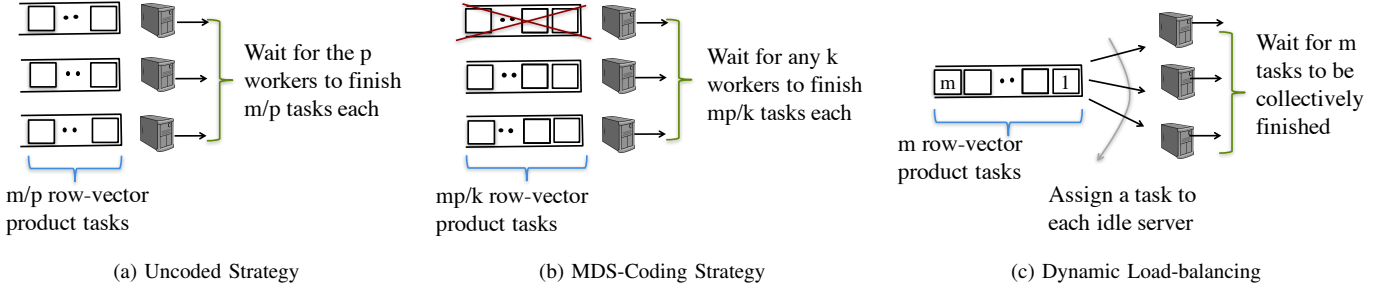 Wait for the p
workers to finish
m/p tasks each
m/p row-vector
product tasks
(a) Uncoded Strategy
Wait for any k
workers to finish
mp/k tasks each
mp/k row-vector
product tasks
(b) MDS-Coding Strategy
m
1
m row-vector
product tasks
Assign a task to
each idle server
Wait for m
tasks to be
collectively
finished
(c) Dynamic Load-balancing